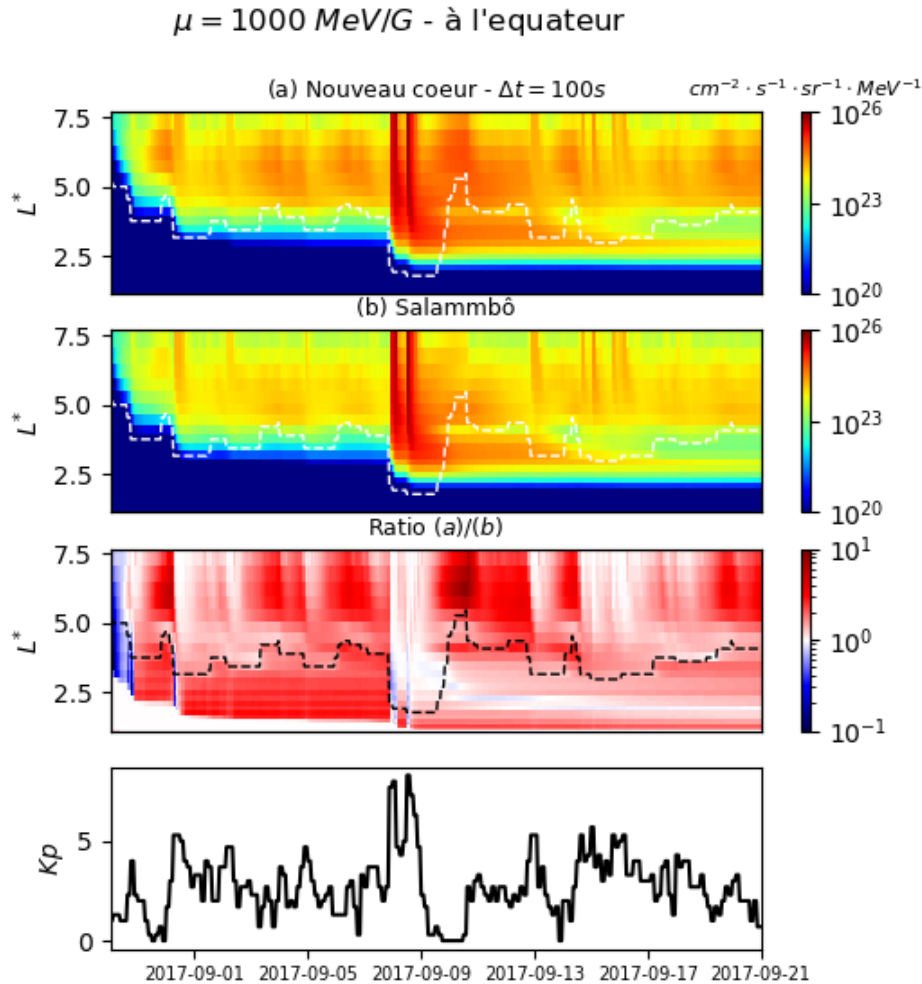 μ = 1000 MeV/G - à l'equateur
(a) Nouveau coeur - Δt = 100s
cm⁻² · s⁻¹ · sr⁻¹ · MeV⁻¹
7.5
5.0
2.5
L*
10²⁶
10²³
10²⁰
(b) Salammbô
7.5
5.0
2.5
L*
10²⁶
10²³
10²⁰
Ratio (a)/(b)
7.5
5.0
2.5
L*
10¹
10⁰
10⁻¹
5
0
Kp
2017-09-01 2017-09-05 2017-09-09 2017-09-13 2017-09-17 2017-09-21